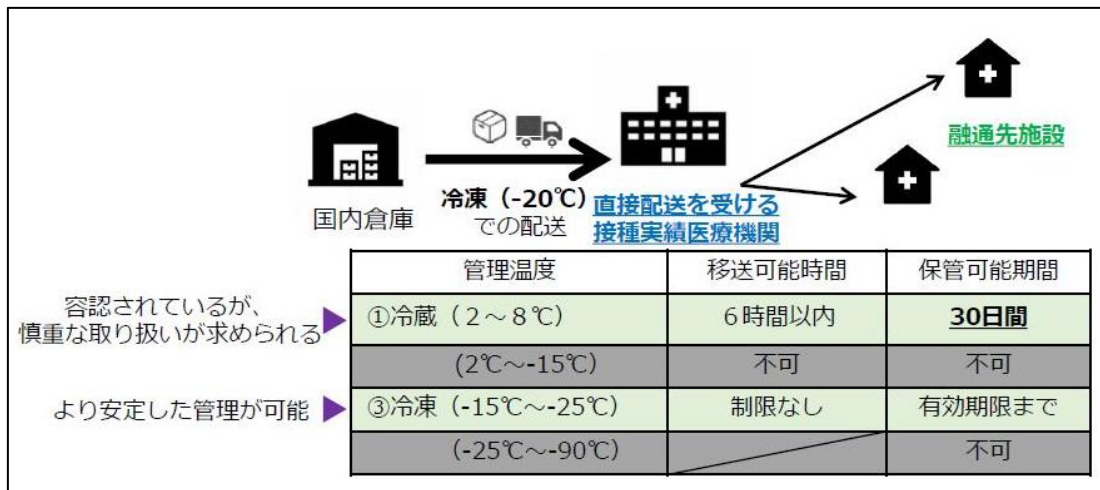 融通先施設
国内倉庫
冷凍（-20℃）
での配送
直接配送を受ける
接種実績医療機関
管理温度 移送可能時間 保管可能期間
容認されているが、
慎重な取り扱いが求められる
①冷蔵（２～８℃） ６時間以内 30日間
(2℃～-15℃) 不可 不可
より安定した管理が可能
③冷凍（-15℃～-25℃） 制限なし 有効期限まで
（-25℃～-90℃） 不可